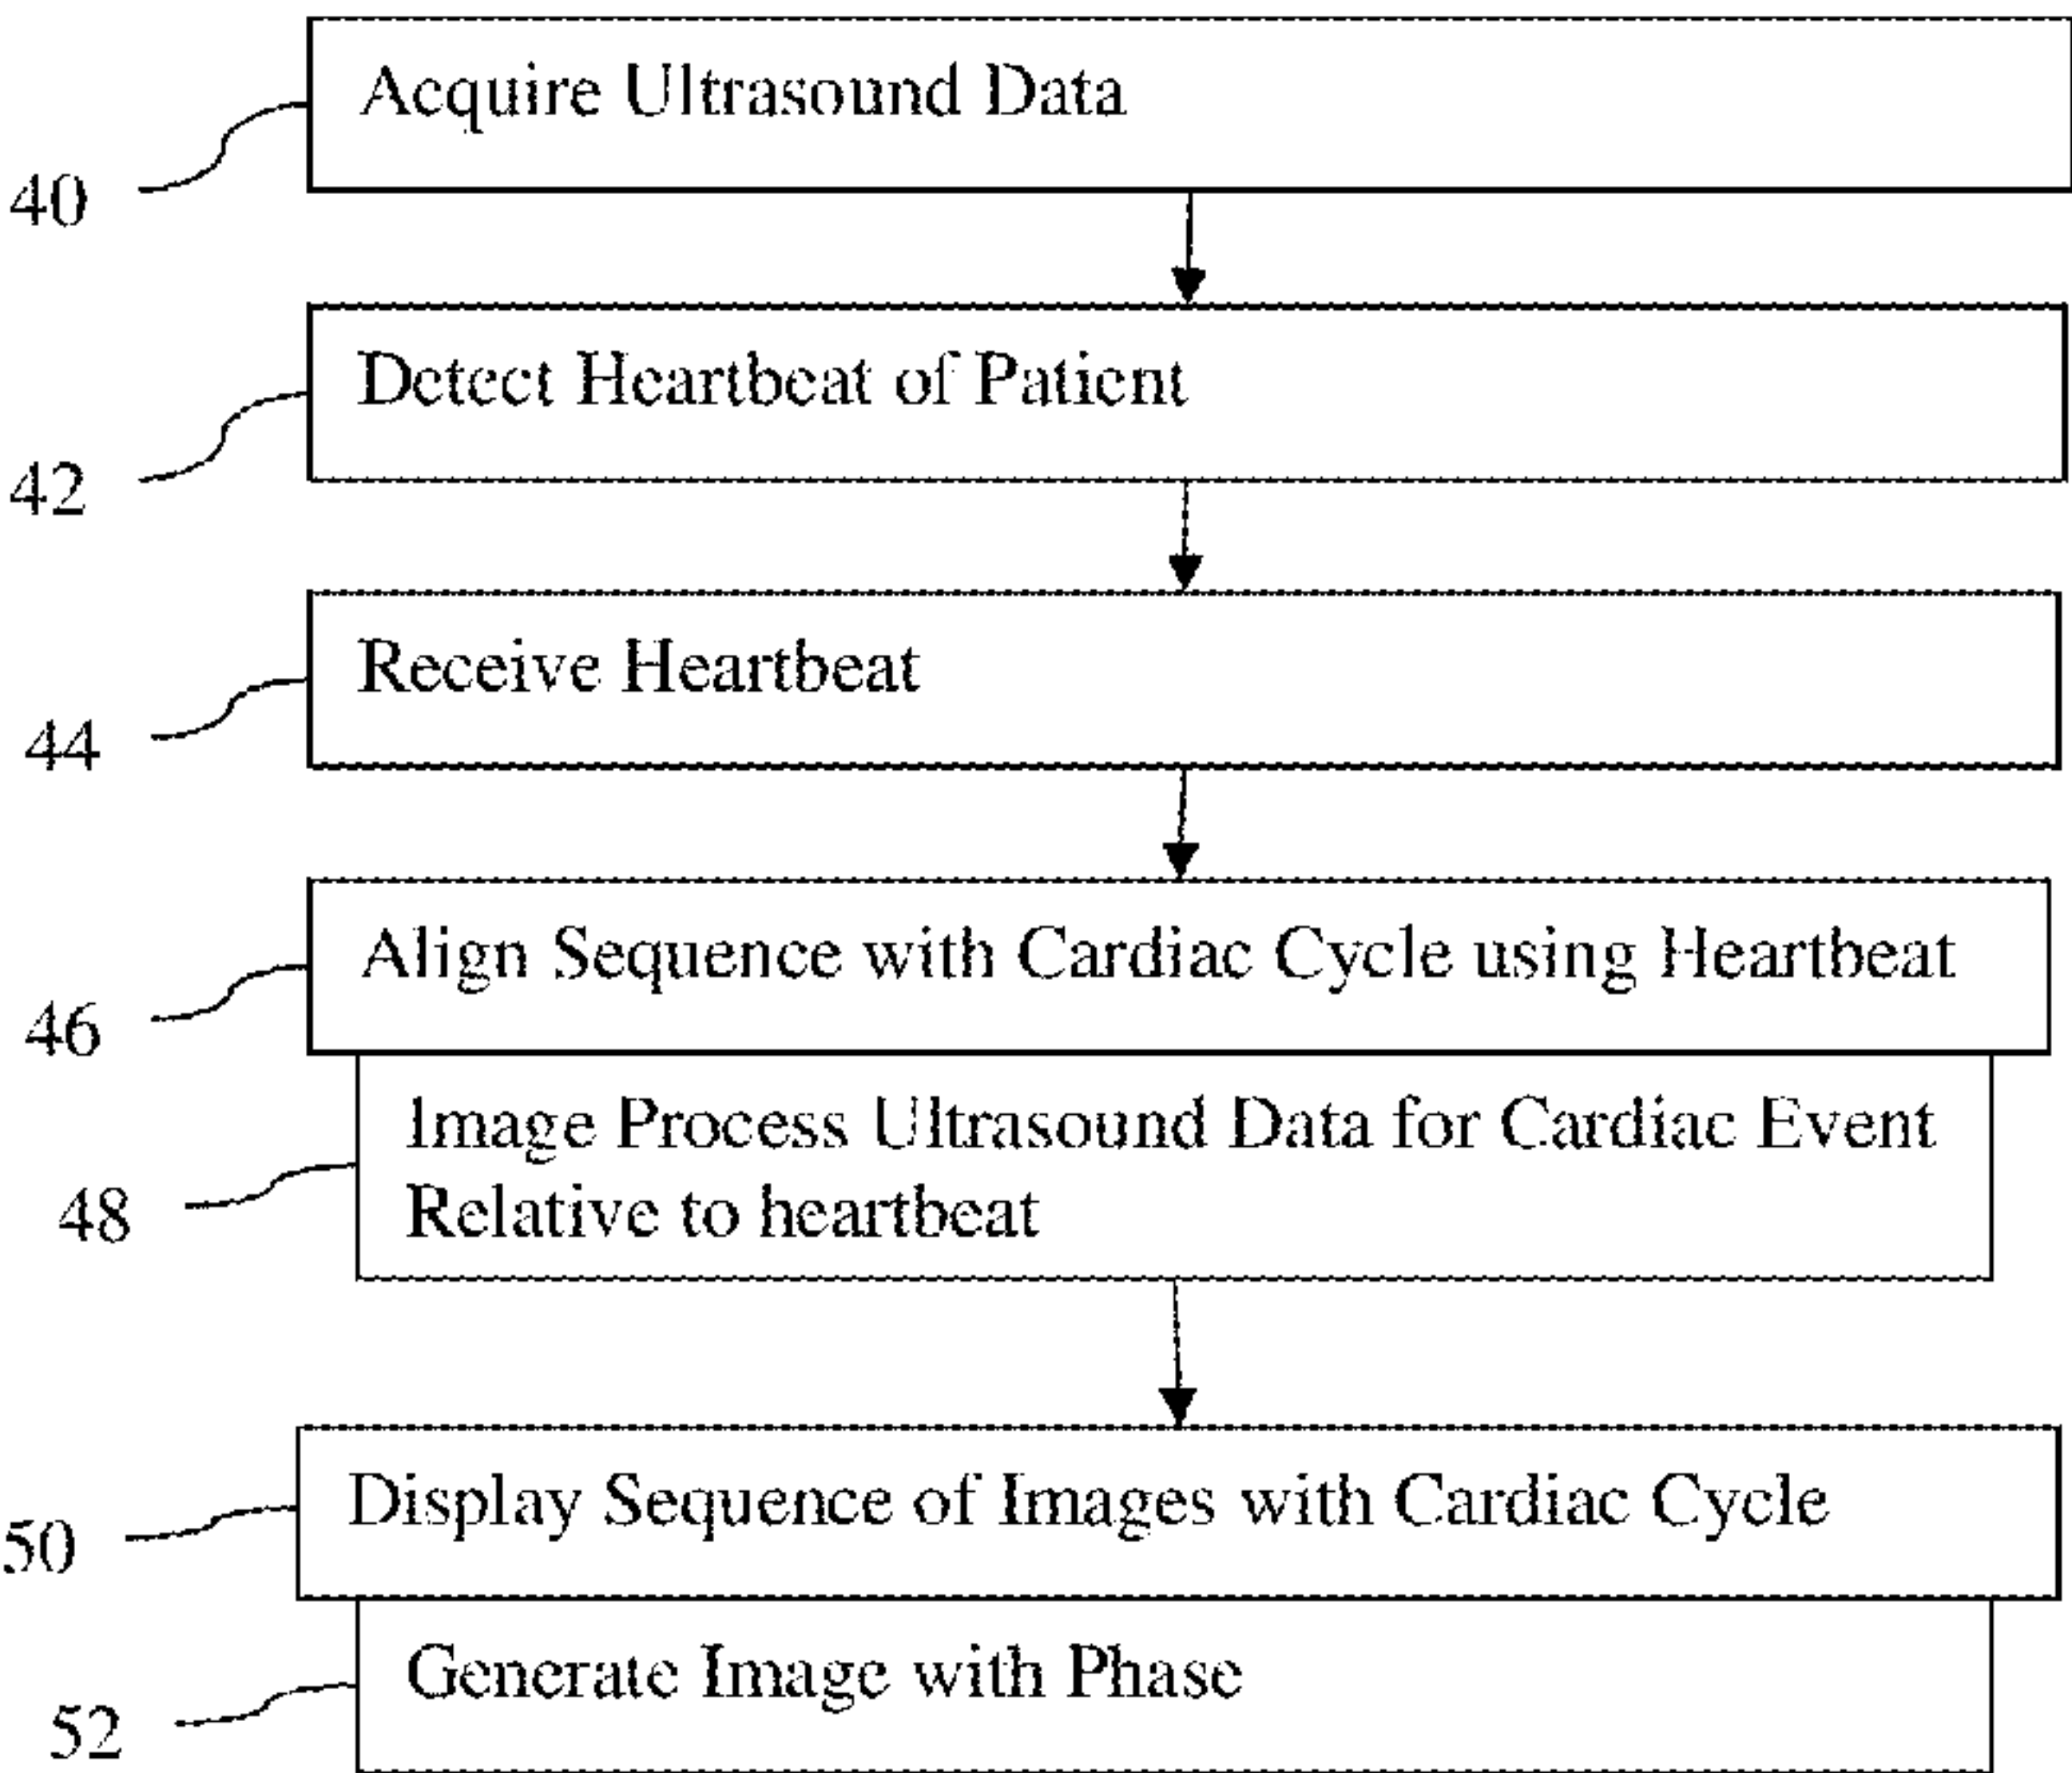 Acquire Ultrasound Data
40
Detect Heartbeat of Patient
42
Receive Heartbeat
44
Align Sequence with Cardiac Cycle using Heartbeat
46
Image Process Ultrasound Data for Cardiac Event
Relative to heartbeat
48
Display Sequence of Images with Cardiac Cycle
50
Generate Image with Phase
52